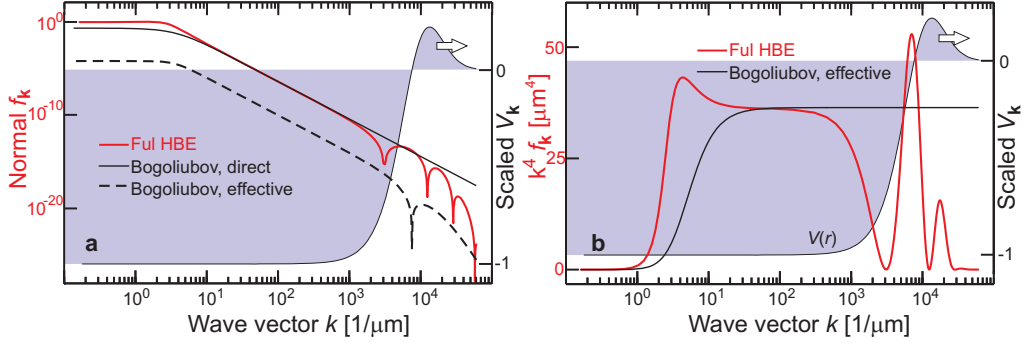 10⁰
10⁻¹⁰
10⁻²⁰
Normal f_k
Ful HBE
Bogoliubov, direct
Bogoliubov, effective
a
0
-1
Scaled V_k
10⁰ 10¹ 10² 10³ 10⁴
Wave vector k [1/μm]
50
25
0
k⁴ f_k [μm⁴]
Ful HBE
Bogoliubov, effective
b
V(r)
0
-1
Scaled V_k
10⁰ 10¹ 10² 10³ 10⁴
Wave vector k [1/μm]